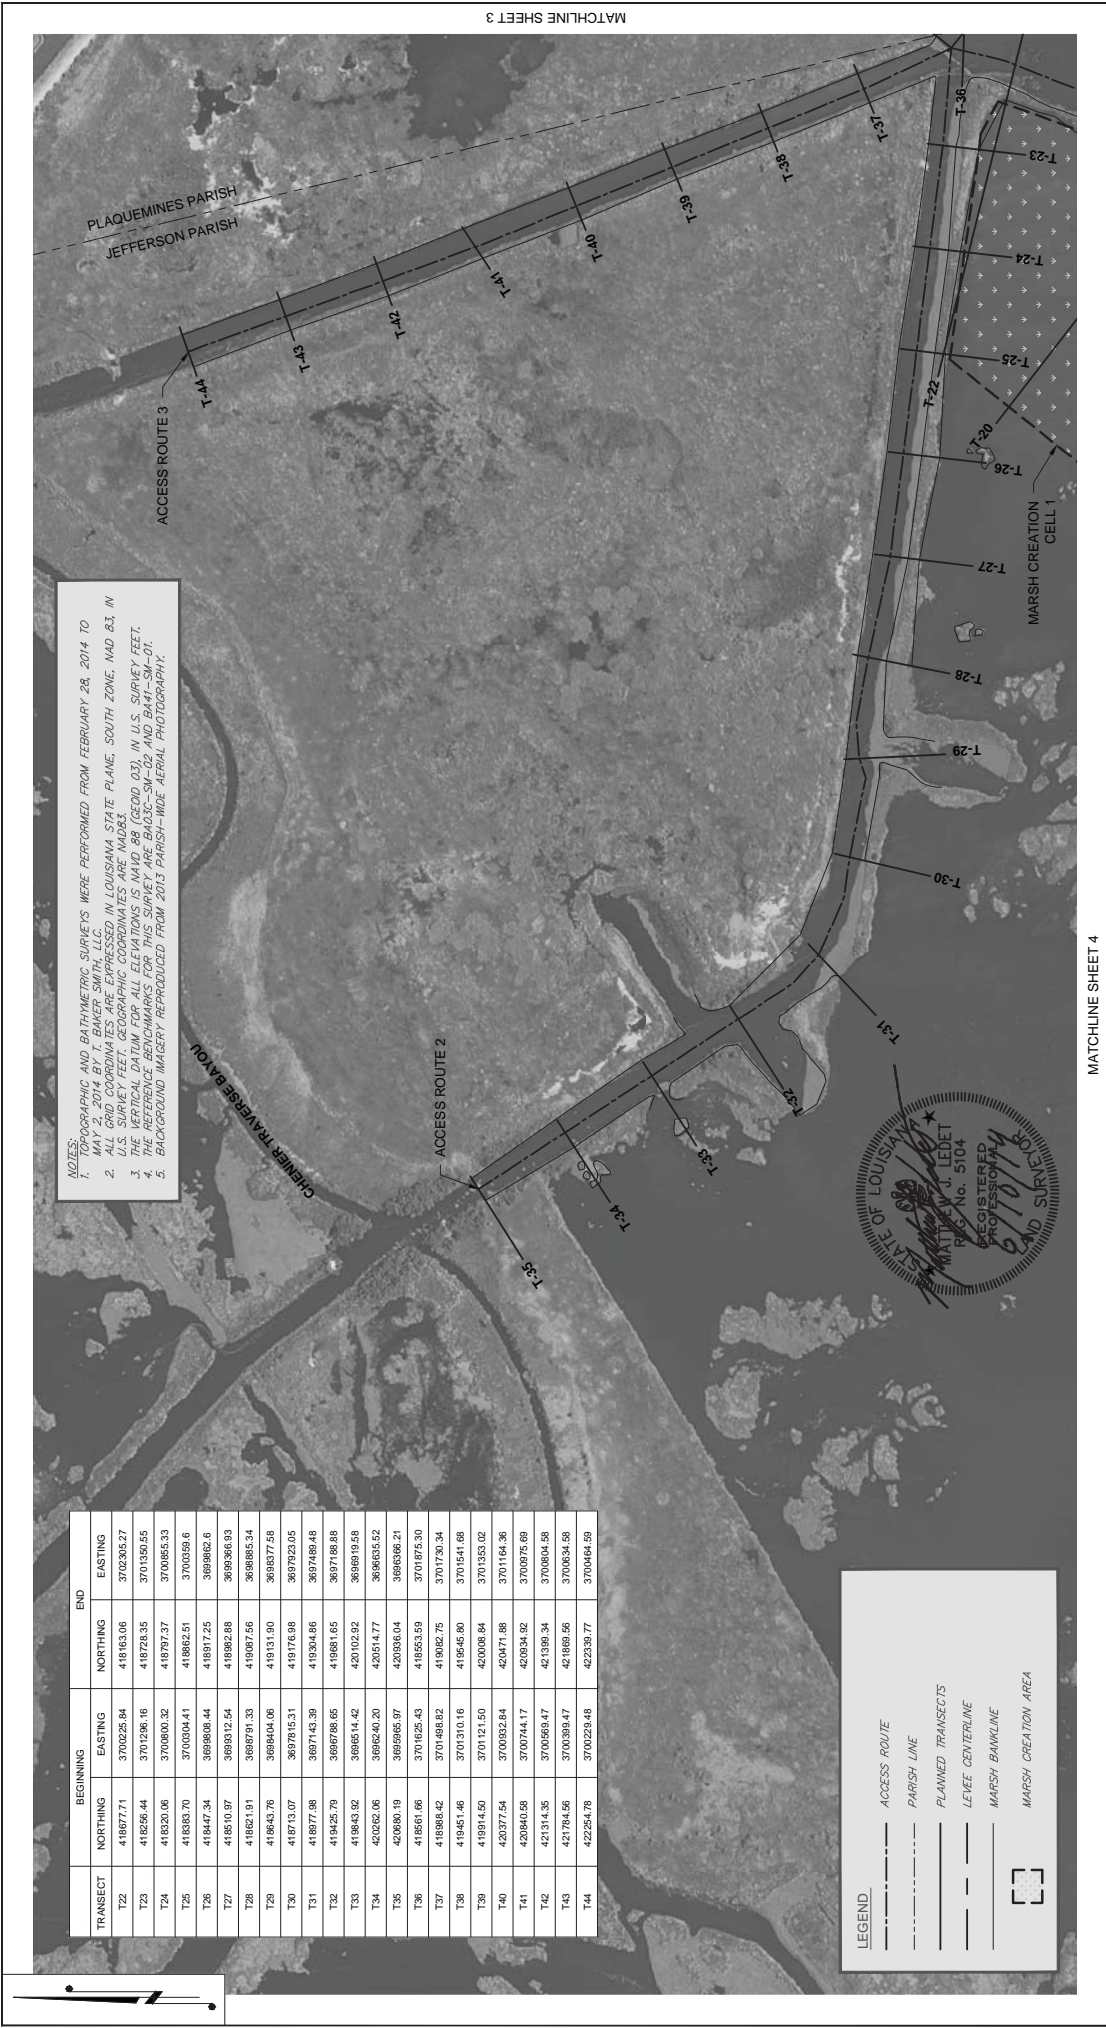 MATCHLINE SHEET 3
NOTES:
1. TOPOGRAPHIC AND BATHYMETRIC SURVEYS WERE PERFORMED FROM FEBRUARY 28, 2014 TO
MAY 2, 2014 BY T. BAKER SMITH, LLC.
2. ALL GRID COORDINATES ARE EXPRESSED IN LOUISIANA STATE PLANE, SOUTH ZONE, NAD 83, IN
U.S. SURVEY FEET. GEOGRAPHIC COORDINATES ARE NAD83.
3. THE VERTICAL DATUM FOR ALL ELEVATIONS IS NAVD 88 (GEOID 03), IN U.S. SURVEY FEET.
4. THE REFERENCE BENCHMARKS FOR THIS SURVEY ARE BA03C-SM-02 AND BA41-SM-01.
5. BACKGROUND IMAGERY REPRODUCED FROM 2013 PARISH-WIDE AERIAL PHOTOGRAPHY.
BEGINNING END
TRANSECT NORTHING EASTING NORTHING EASTING
T22 418677.71 3700225.84 418163.06 3702305.27
T23 418256.44 3701296.16 418728.35 3701350.55
T24 418320.06 3700800.32 418797.37 3700855.33
T25 418383.70 3700304.41 418862.51 3700359.6
T26 418447.34 3699808.44 418917.25 3699862.6
T27 418510.97 3699312.54 418982.88 3699366.93
T28 418621.91 3698791.33 419087.56 3698885.34
T29 418643.76 3698404.06 419131.90 3698377.58
T30 418713.07 3697815.31 419176.98 3697923.05
T31 418977.98 3697143.39 419304.86 3697489.48
T32 419425.79 3696788.65 419681.65 3697188.88
T33 419843.92 3696514.42 420102.92 3696919.58
T34 420262.06 3696240.20 420514.77 3696635.52
T35 420680.19 3695965.97 420936.04 3696366.21
T36 418561.66 3701625.43 418553.59 3701875.30
T37 418988.42 3701498.82 419082.75 3701730.34
T38 419451.46 3701310.16 419545.80 3701541.68
T39 419914.50 3701121.50 420008.84 3701353.02
T40 420377.54 3700932.84 420471.88 3701164.36
T41 420840.58 3700744.17 420934.92 3700975.69
T42 421314.35 3700569.47 421399.34 3700804.58
T43 421784.56 3700399.47 421869.56 3700634.58
T44 422254.78 3700229.48 422339.77 3700464.59
PLAQUEMINES PARISH
JEFFERSON PARISH
ACCESS ROUTE 3
CHENIER TRAVERSE BAYOU
ACCESS ROUTE 2
T-44
T-43
T-42
T-41
T-40
T-39
T-38
T-37
T-36
T-35
T-34
T-33
T-32
T-31
T-30
T-29
T-28
T-27
T-26
T-20
T-22
T-25
T-24
T-23
MARSH CREATION
CELL 1
LEGEND
ACCESS ROUTE
PARISH LINE
PLANNED TRANSECTS
LEVEE CENTERLINE
MARSH BANKLINE
MARSH CREATION AREA
STATE OF LOUISIANA
MATTHEW J. LEDET
REG. No. 5104
REGISTERED
PROFESSIONAL
LAND SURVEYOR
MATCHLINE SHEET 4